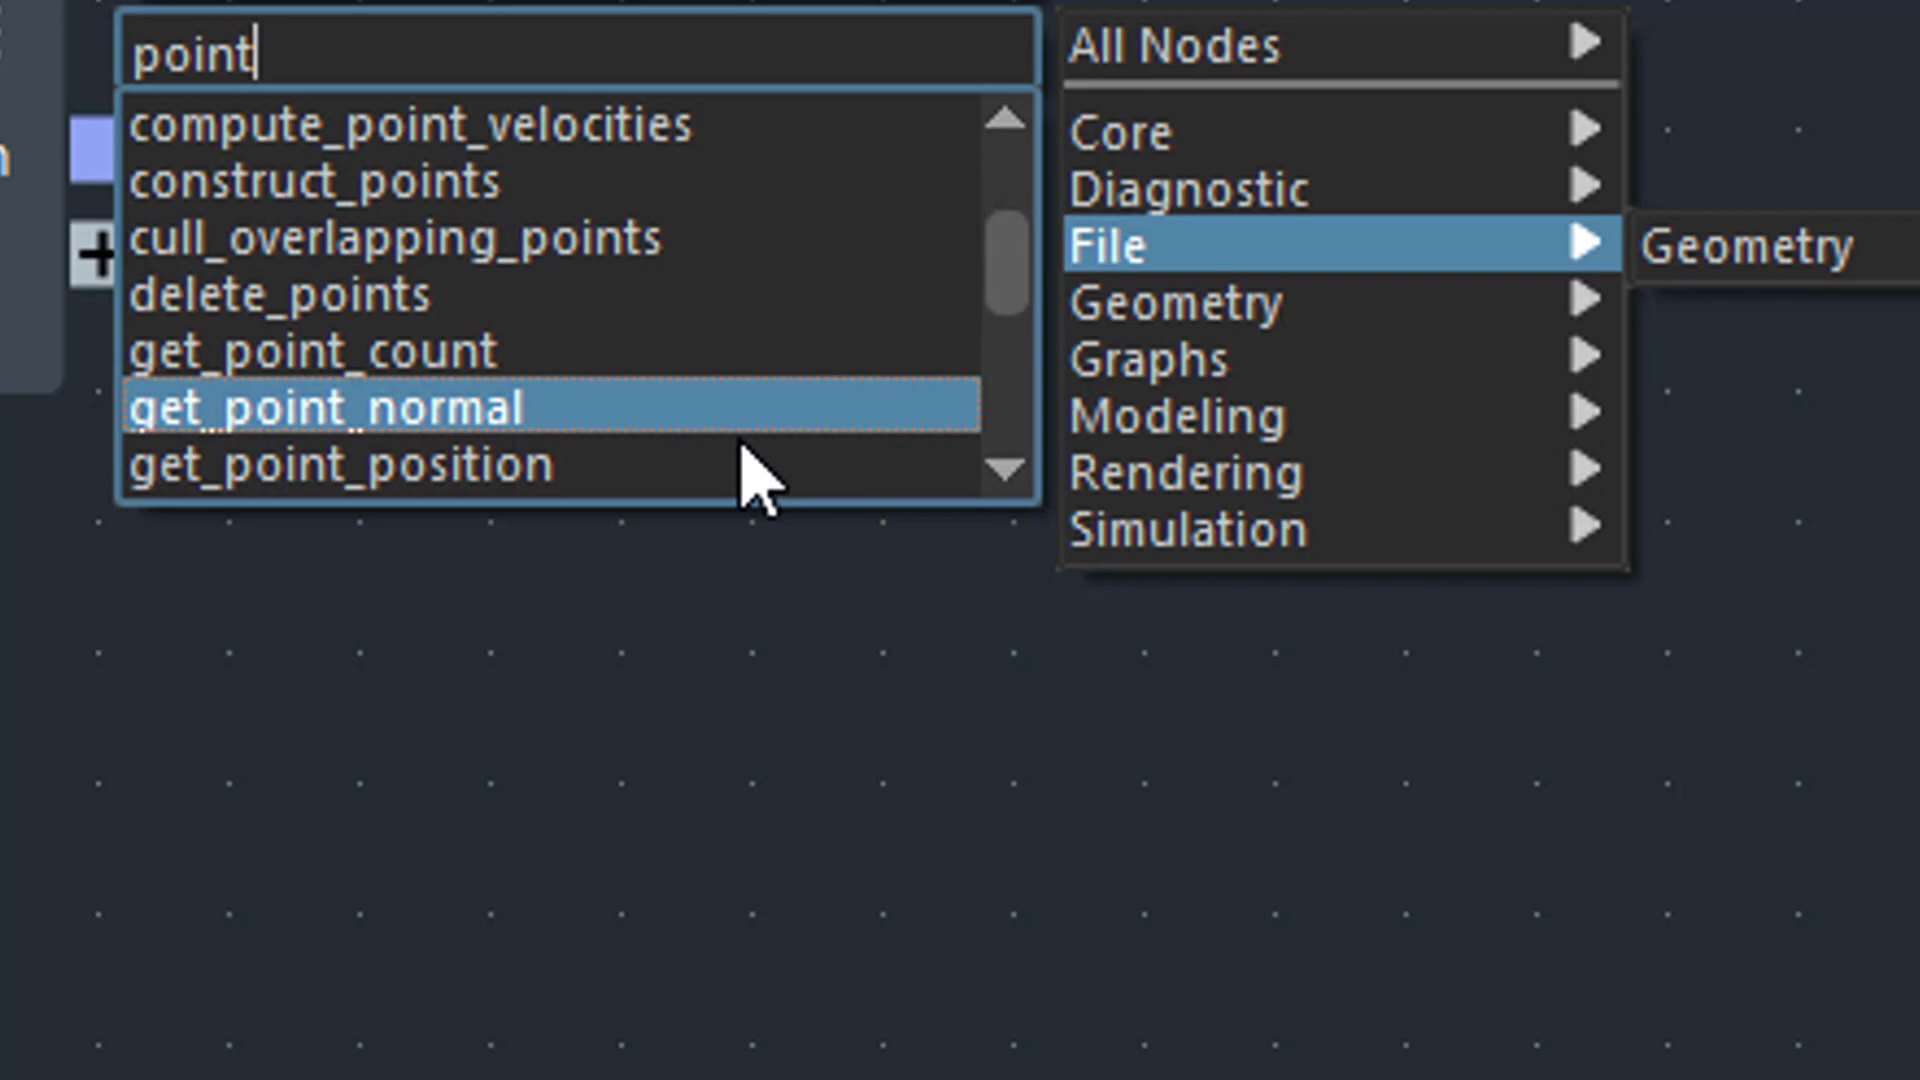 point
compute_point_velocities
construct_points
cull_overlapping_points
delete_points
get_point_count
get_point_normal
get_point_position
All Nodes
Core
Diagnostic
File
Geometry
Graphs
Modeling
Rendering
Simulation
Geometry